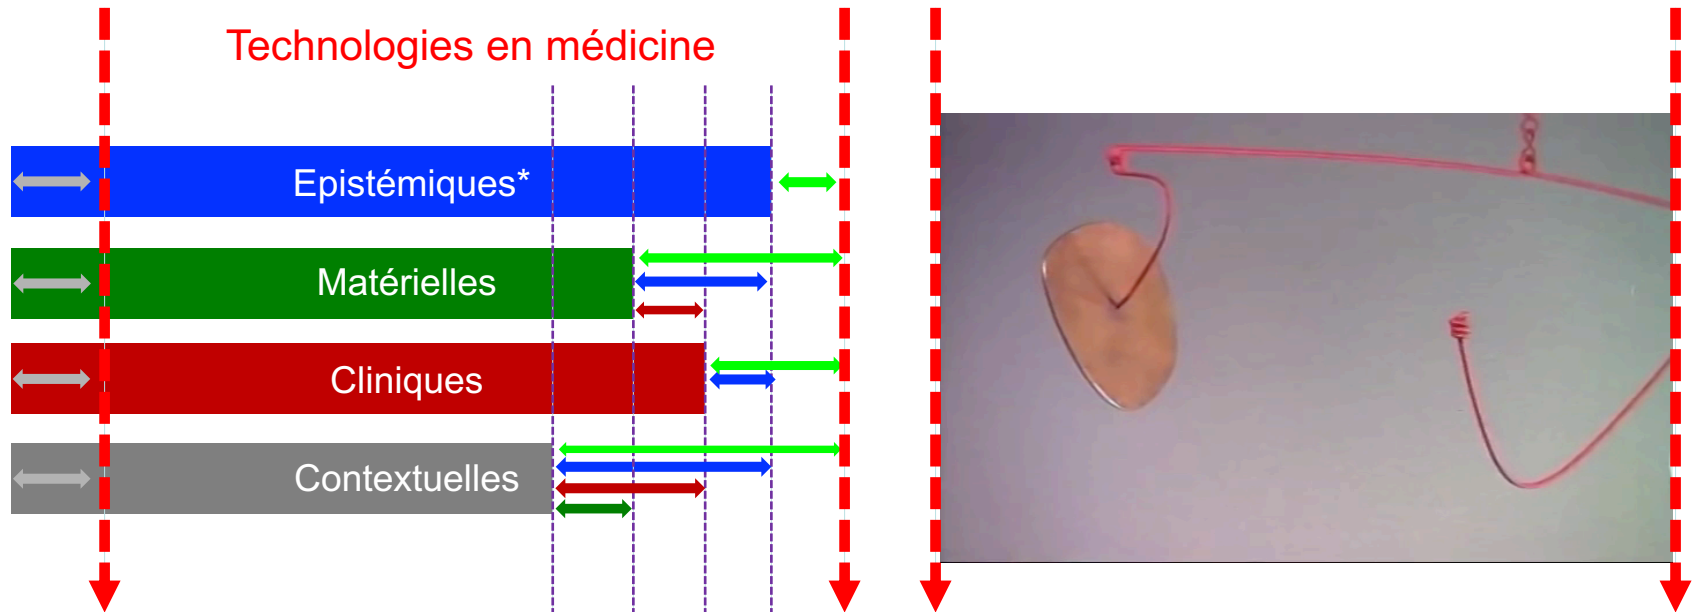 Technologies en médicine
Epistémiques*
Matérielles
Cliniques
Contextuelles